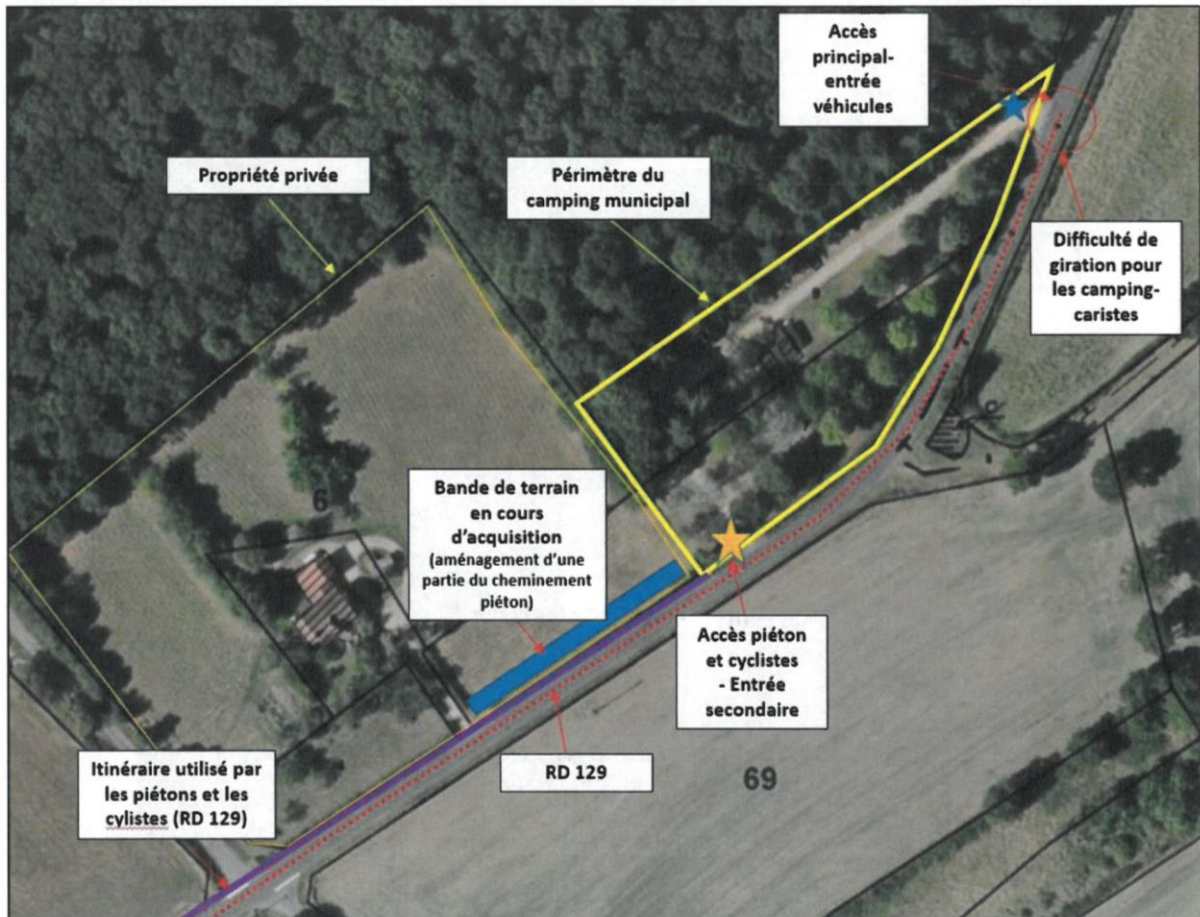 Accès
principal-
entrée
véhicules
Propriété privée
Périmètre du
camping municipal
Difficulté de
giration pour
les camping-
caristes
6
Bande de terrain
en cours
d'acquisition
(aménagement d'une
partie du cheminement
piéton)
Accès piéton
et cyclistes
- Entrée
secondaire
Itinéraire utilisé par
les piétons et les
cylistes (RD 129)
RD 129
69